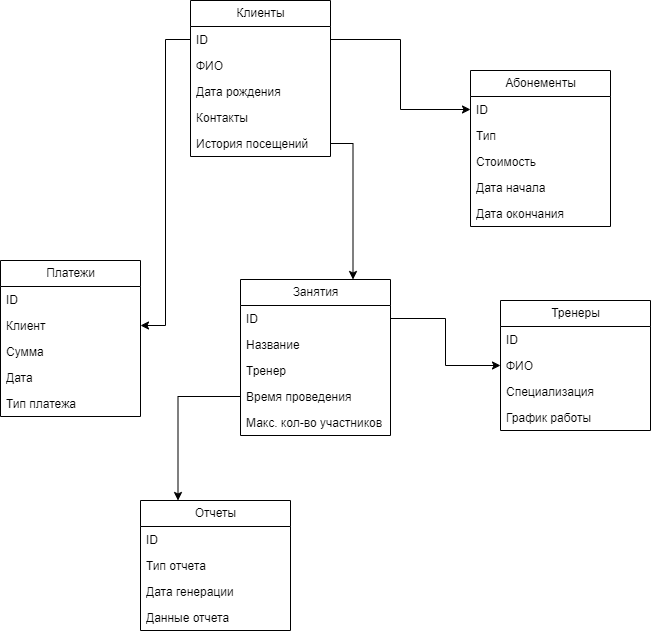 Клиенты
ID
ФИО
Дата рождения
Контакты
История посещений
Абонементы
ID
Тип
Стоимость
Дата начала
Дата окончания
Платежи
ID
Клиент
Сумма
Дата
Тип платежа
Занятия
ID
Название
Тренер
Время проведения
Макс. кол-во участников
Тренеры
ID
ФИО
Специализация
График работы
Отчеты
ID
Тип отчета
Дата генерации
Данные отчета